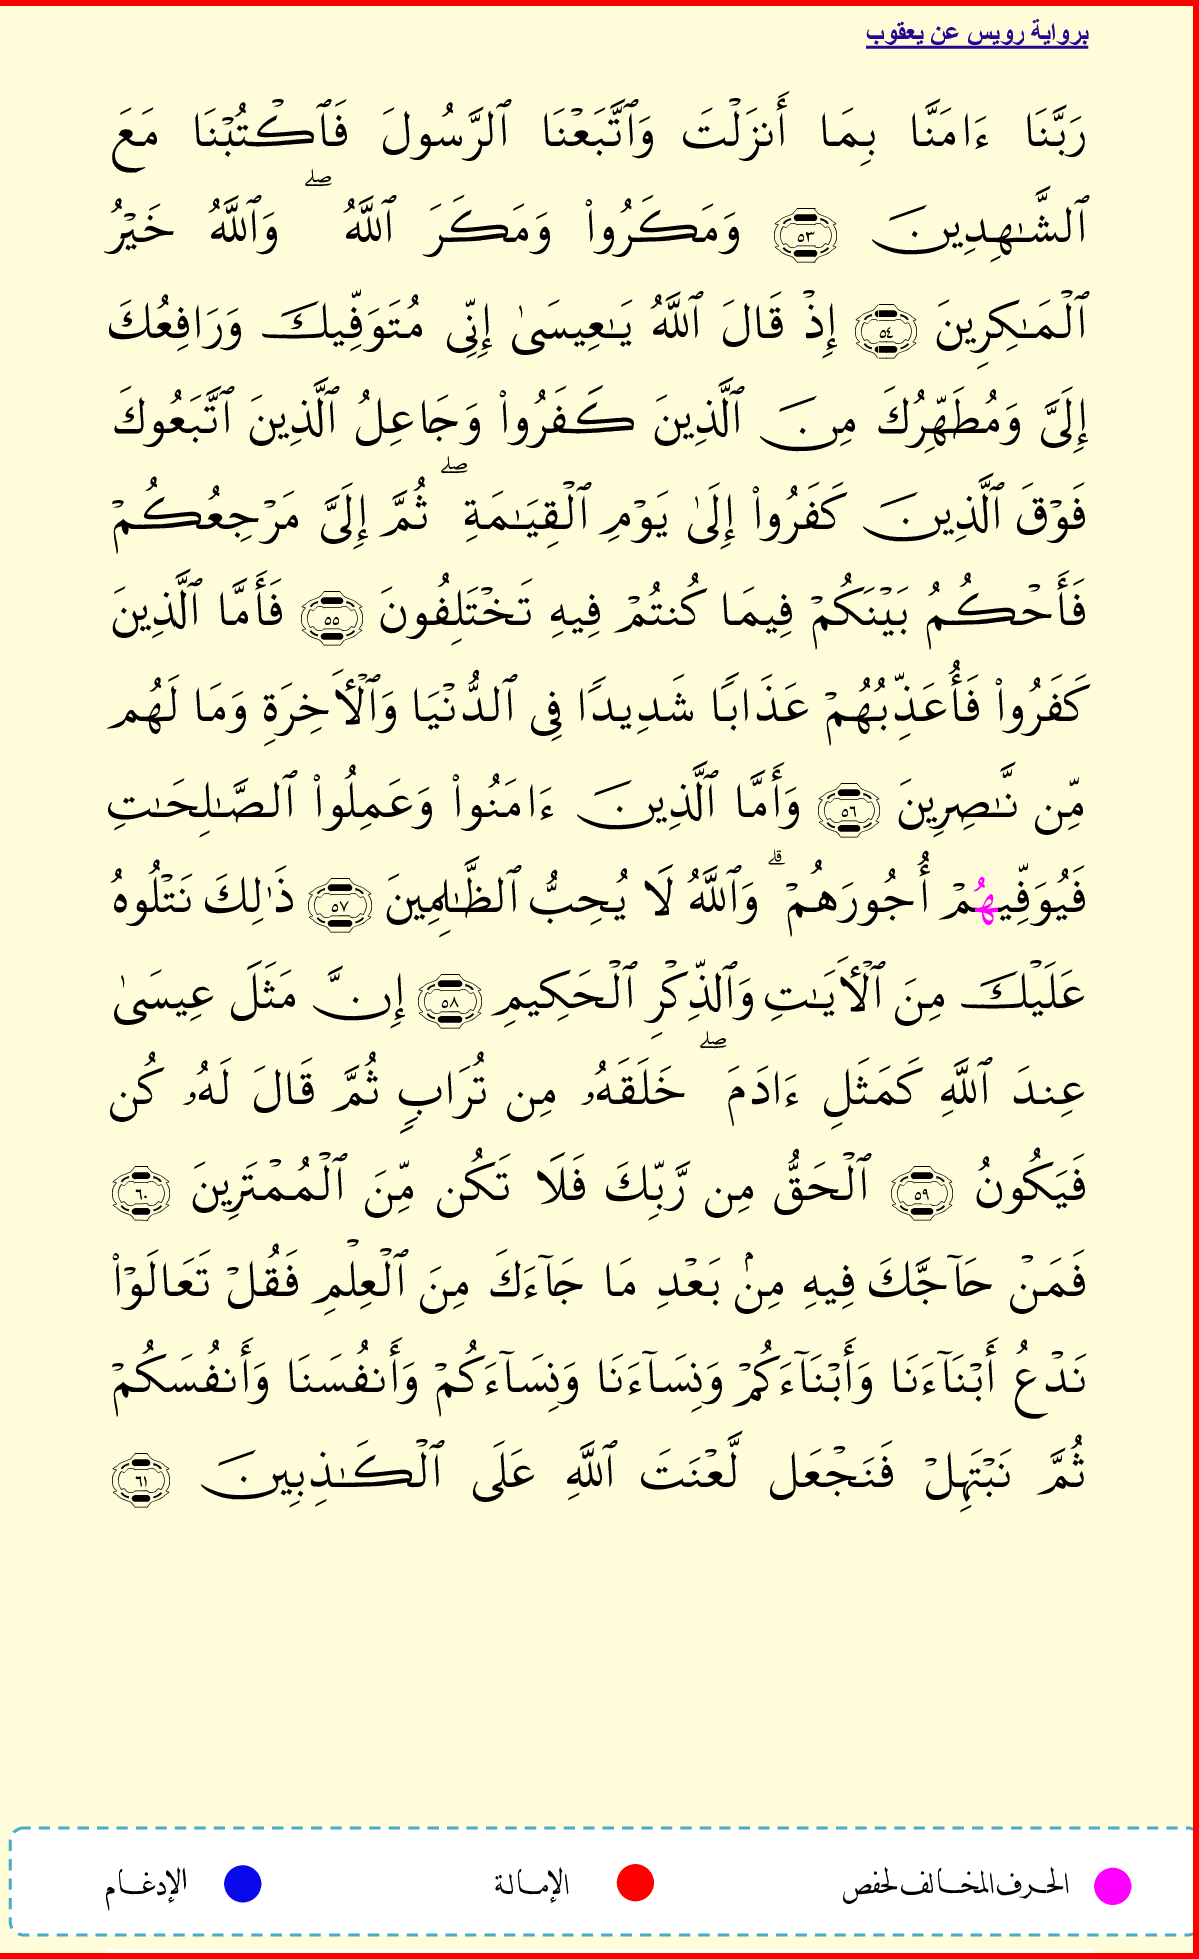 برواية رويس عن يعقوب
رَبَّنَا ءَامَنَّا بِمَا أَنزَلْتَ وَٱتَّبَعْنَا ٱلرَّسُولَ فَٱكْتُبْنَا مَعَ
ٱلشَّٰهِدِينَ ٥٣ وَمَكَرُوا۟ وَمَكَرَ ٱللَّهُ ۖ وَٱللَّهُ خَيْرُ
ٱلْمَٰكِرِينَ ٥٤ إِذْ قَالَ ٱللَّهُ يَٰعِيسَىٰ إِنِّى مُتَوَفِّيكَ وَرَافِعُكَ
إِلَىَّ وَمُطَهِّرُكَ مِنَ ٱلَّذِينَ كَفَرُوا۟ وَجَاعِلُ ٱلَّذِينَ ٱتَّبَعُوكَ
فَوْقَ ٱلَّذِينَ كَفَرُوا۟ إِلَىٰ يَوْمِ ٱلْقِيَٰمَةِ ۖ ثُمَّ إِلَىَّ مَرْجِعُكُمْ
فَأَحْكُمُ بَيْنَكُمْ فِيمَا كُنتُمْ فِيهِ تَخْتَلِفُونَ ٥٥ فَأَمَّا ٱلَّذِينَ
كَفَرُوا۟ فَأُعَذِّبُهُمْ عَذَابًا شَدِيدًا فِى ٱلدُّنْيَا وَٱلْأَخِرَةِ وَمَا لَهُم
مِّن نَّٰصِرِينَ ٥٦ وَأَمَّا ٱلَّذِينَ ءَامَنُوا۟ وَعَمِلُوا۟ ٱلصَّٰلِحَٰتِ
فَيُوَفِّيهُمْ أُجُورَهُمْ ۗ وَٱللَّهُ لَا يُحِبُّ ٱلظَّٰلِمِينَ ٥٧ ذَٰلِكَ نَتْلُوهُ
عَلَيْكَ مِنَ ٱلْأَيَٰتِ وَٱلذِّكْرِ ٱلْحَكِيمِ ٥٨ إِنَّ مَثَلَ عِيسَىٰ
عِندَ ٱللَّهِ كَمَثَلِ ءَادَمَ ۖ خَلَقَهُۥ مِن تُرَابٍ ثُمَّ قَالَ لَهُۥ كُن
فَيَكُونُ ٥٩ ٱلْحَقُّ مِن رَّبِّكَ فَلَا تَكُن مِّنَ ٱلْمُمْتَرِينَ ٦٠
فَمَنْ حَآجَّكَ فِيهِ مِنۢ بَعْدِ مَا جَآءَكَ مِنَ ٱلْعِلْمِ فَقُلْ تَعَالَوْا۟
نَدْعُ أَبْنَآءَنَا وَأَبْنَآءَكُمْ وَنِسَآءَنَا وَنِسَآءَكُمْ وَأَنفُسَنَا وَأَنفُسَكُمْ
ثُمَّ نَبْتَهِلْ فَنَجْعَل لَّعْنَتَ ٱللَّهِ عَلَى ٱلْكَٰذِبِينَ ٦١
الحرف المخالف لحفص الإمالة الإدغام